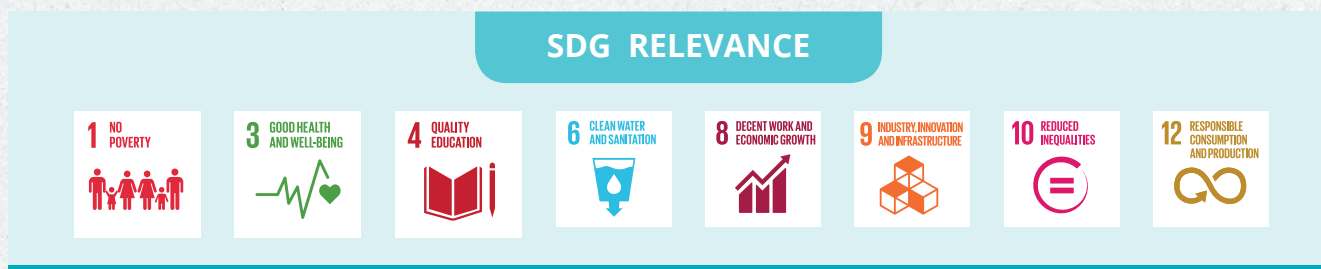 SDG RELEVANCE
1 NO
POVERTY
3 GOOD HEALTH
AND WELL-BEING
4 QUALITY
EDUCATION
6 CLEAN WATER
AND SANITATION
8 DECENT WORK AND
ECONOMIC GROWTH
9 INDUSTRY, INNOVATION
AND INFRASTRUCTURE
10 REDUCED
INEQUALITIES
12 RESPONSIBLE
CONSUMPTION
AND PRODUCTION